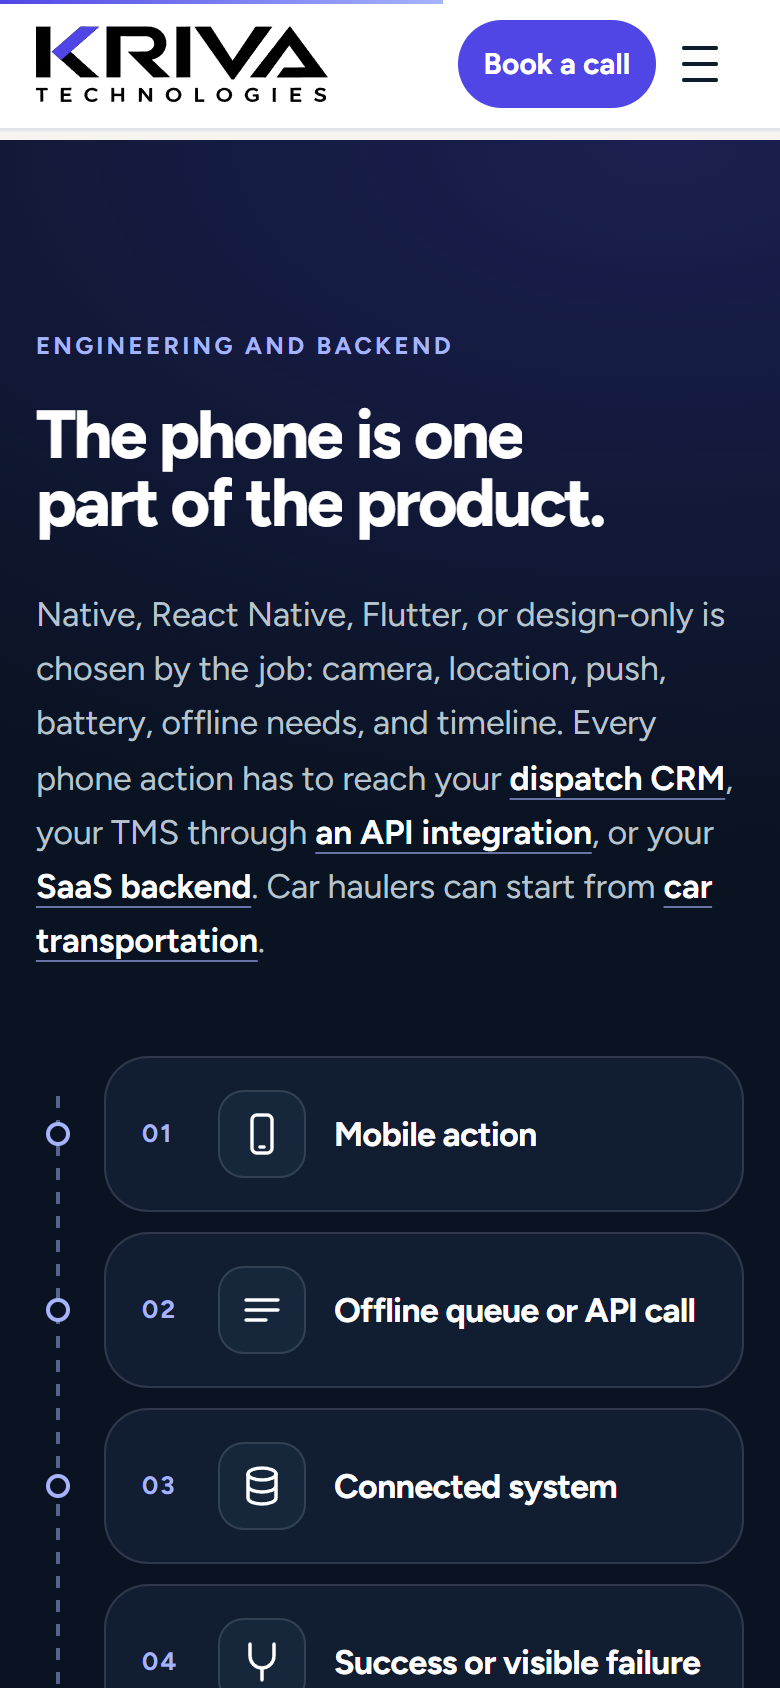 KRIVA
TECHNOLOGIES
Book a call
ENGINEERING AND BACKEND
The phone is one
part of the product.
Native, React Native, Flutter, or design-only is
chosen by the job: camera, location, push,
battery, offline needs, and timeline. Every
phone action has to reach your dispatch CRM,
your TMS through an API integration, or your
SaaS backend. Car haulers can start from car
transportation.
01 Mobile action
02 Offline queue or API call
03 Connected system
04 Success or visible failure